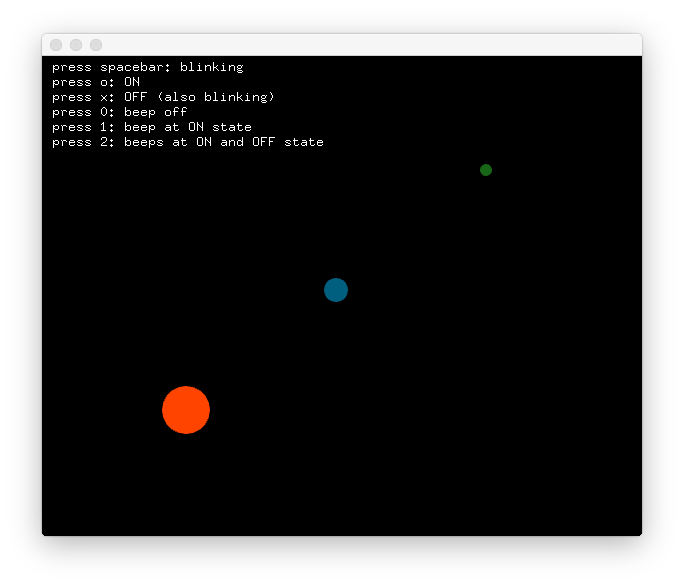 press spacebar: blinking
press o: ON
press x: OFF (also blinking)
press 0: beep off
press 1: beep at ON state
press 2: beeps at ON and OFF state